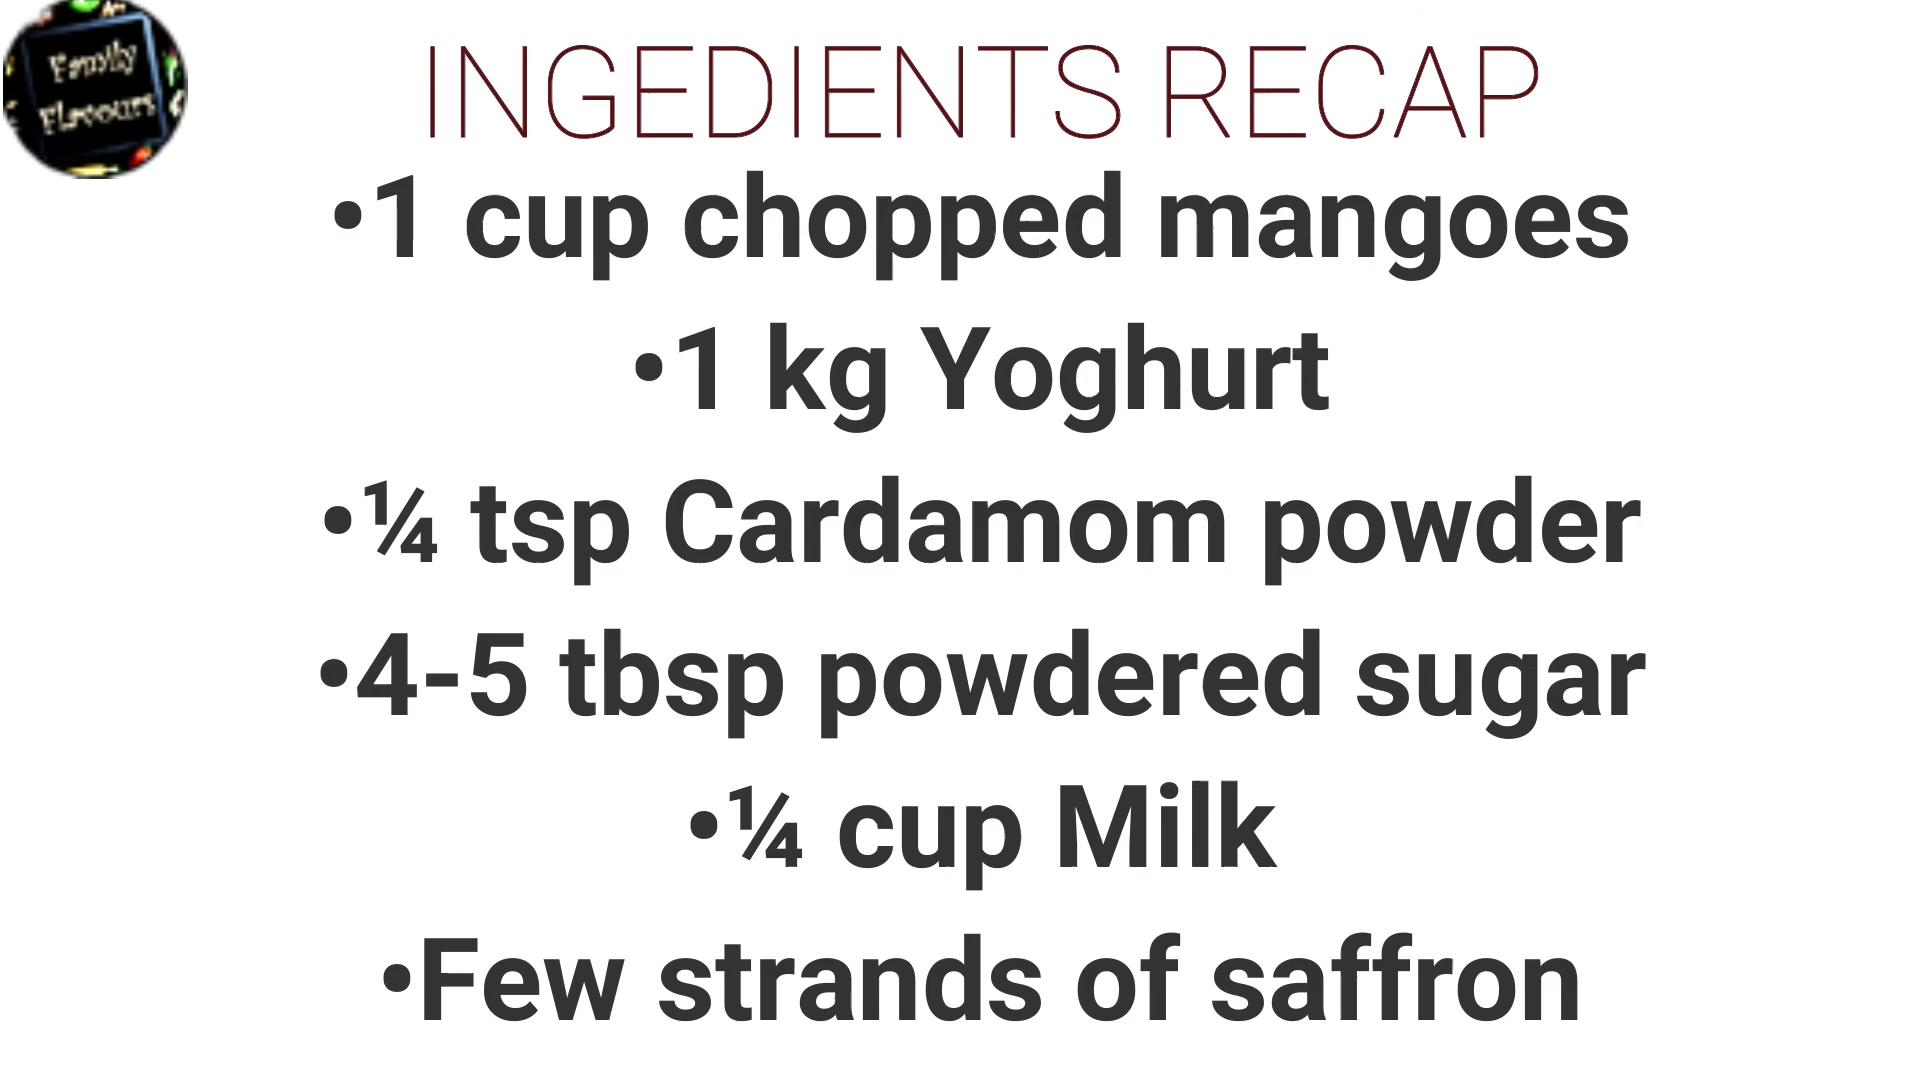 Family
Flavours
INGEDIENTS RECAP
•1 cup chopped mangoes
•1 kg Yoghurt
•¼ tsp Cardamom powder
•4-5 tbsp powdered sugar
•¼ cup Milk
•Few strands of saffron